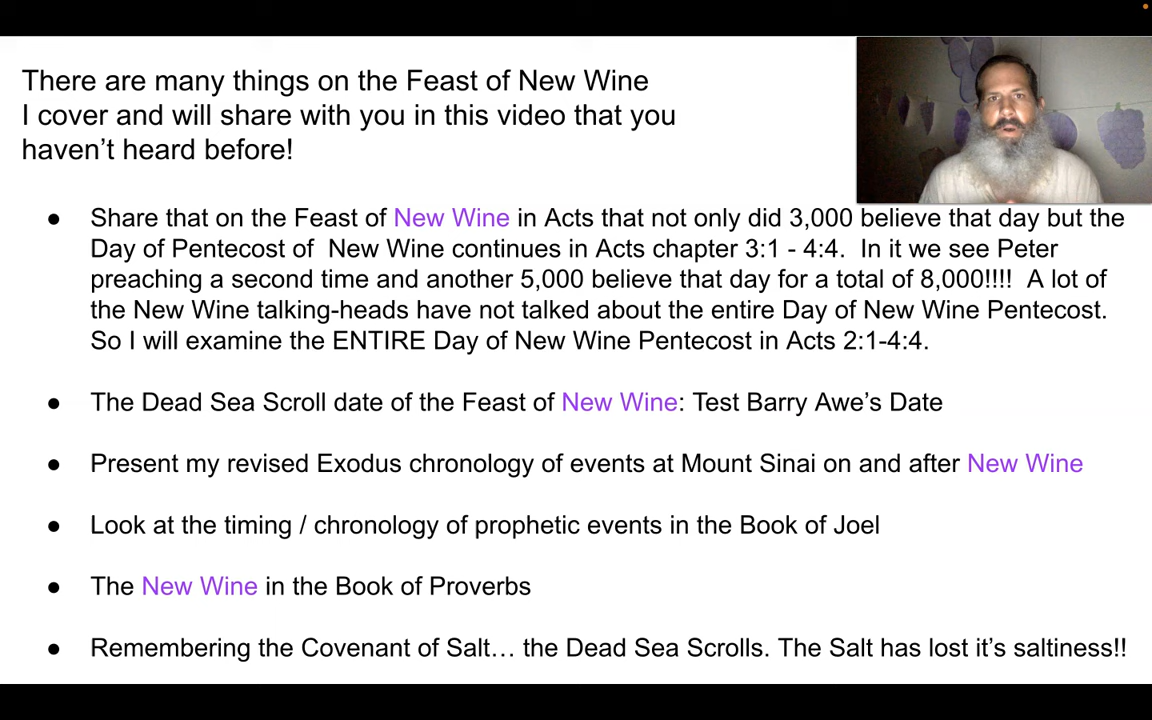 There are many things on the Feast of New Wine
I cover and will share with you in this video that you
haven’t heard before!
● Share that on the Feast of New Wine in Acts that not only did 3,000 believe that day but the
Day of Pentecost of  New Wine continues in Acts chapter 3:1 - 4:4.  In it we see Peter
preaching a second time and another 5,000 believe that day for a total of 8,000!!!!  A lot of
the New Wine talking-heads have not talked about the entire Day of New Wine Pentecost.
So I will examine the ENTIRE Day of New Wine Pentecost in Acts 2:1-4:4.
● The Dead Sea Scroll date of the Feast of New Wine: Test Barry Awe’s Date
● Present my revised Exodus chronology of events at Mount Sinai on and after New Wine
● Look at the timing / chronology of prophetic events in the Book of Joel
● The New Wine in the Book of Proverbs
● Remembering the Covenant of Salt… the Dead Sea Scrolls. The Salt has lost it’s saltiness!!